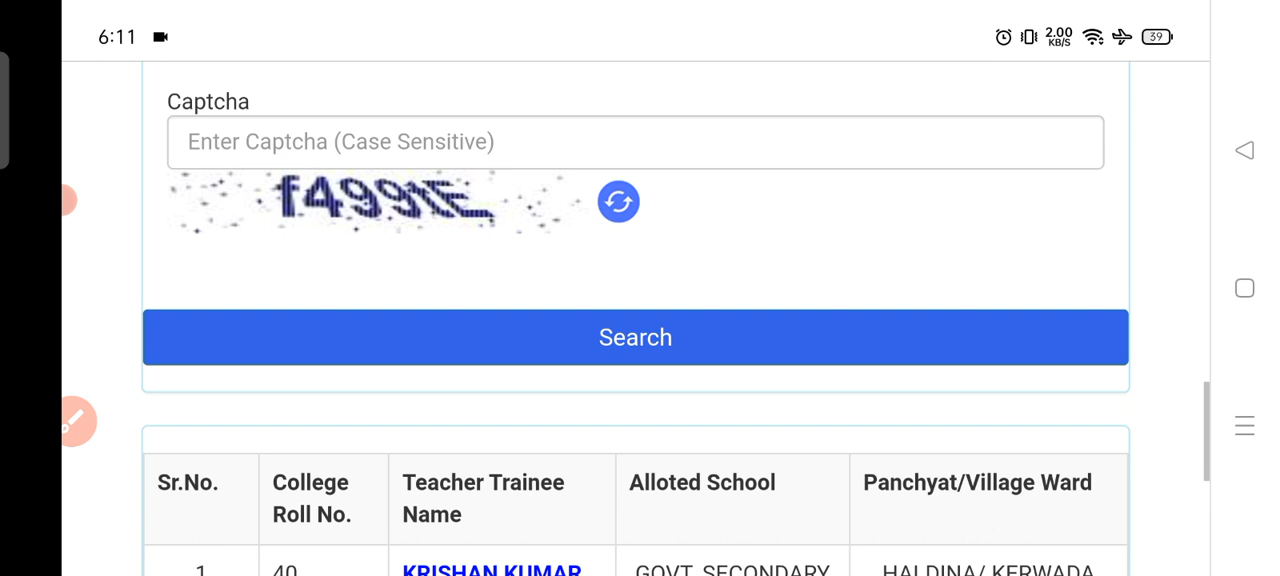 6:11
2.00
KB/S
39
Captcha
Enter Captcha (Case Sensitive)
Search
Sr.No.
College
Roll No.
Teacher Trainee
Name
Alloted School
Panchyat/Village Ward
1
40
KRISHAN KUMAR
GOVT. SECONDARY
HALDINA/ KERWADA